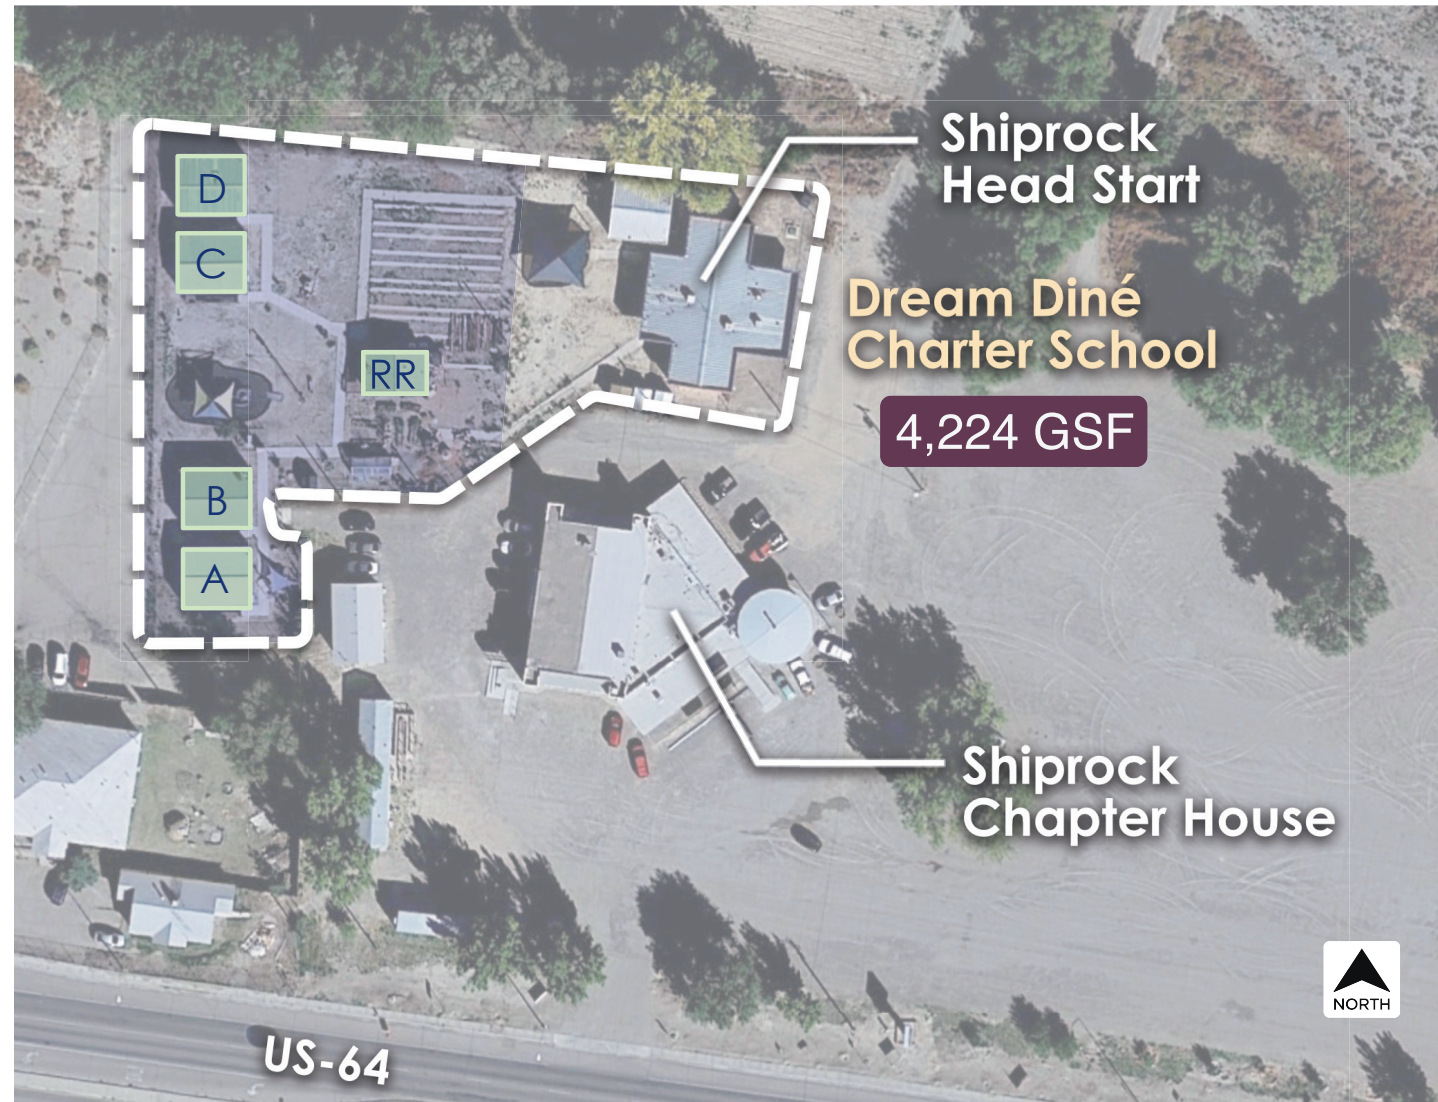 Shiprock
Head Start
D
C
Dream Diné
Charter School
RR
4,224 GSF
B
A
Shiprock
Chapter House
NORTH
US-64